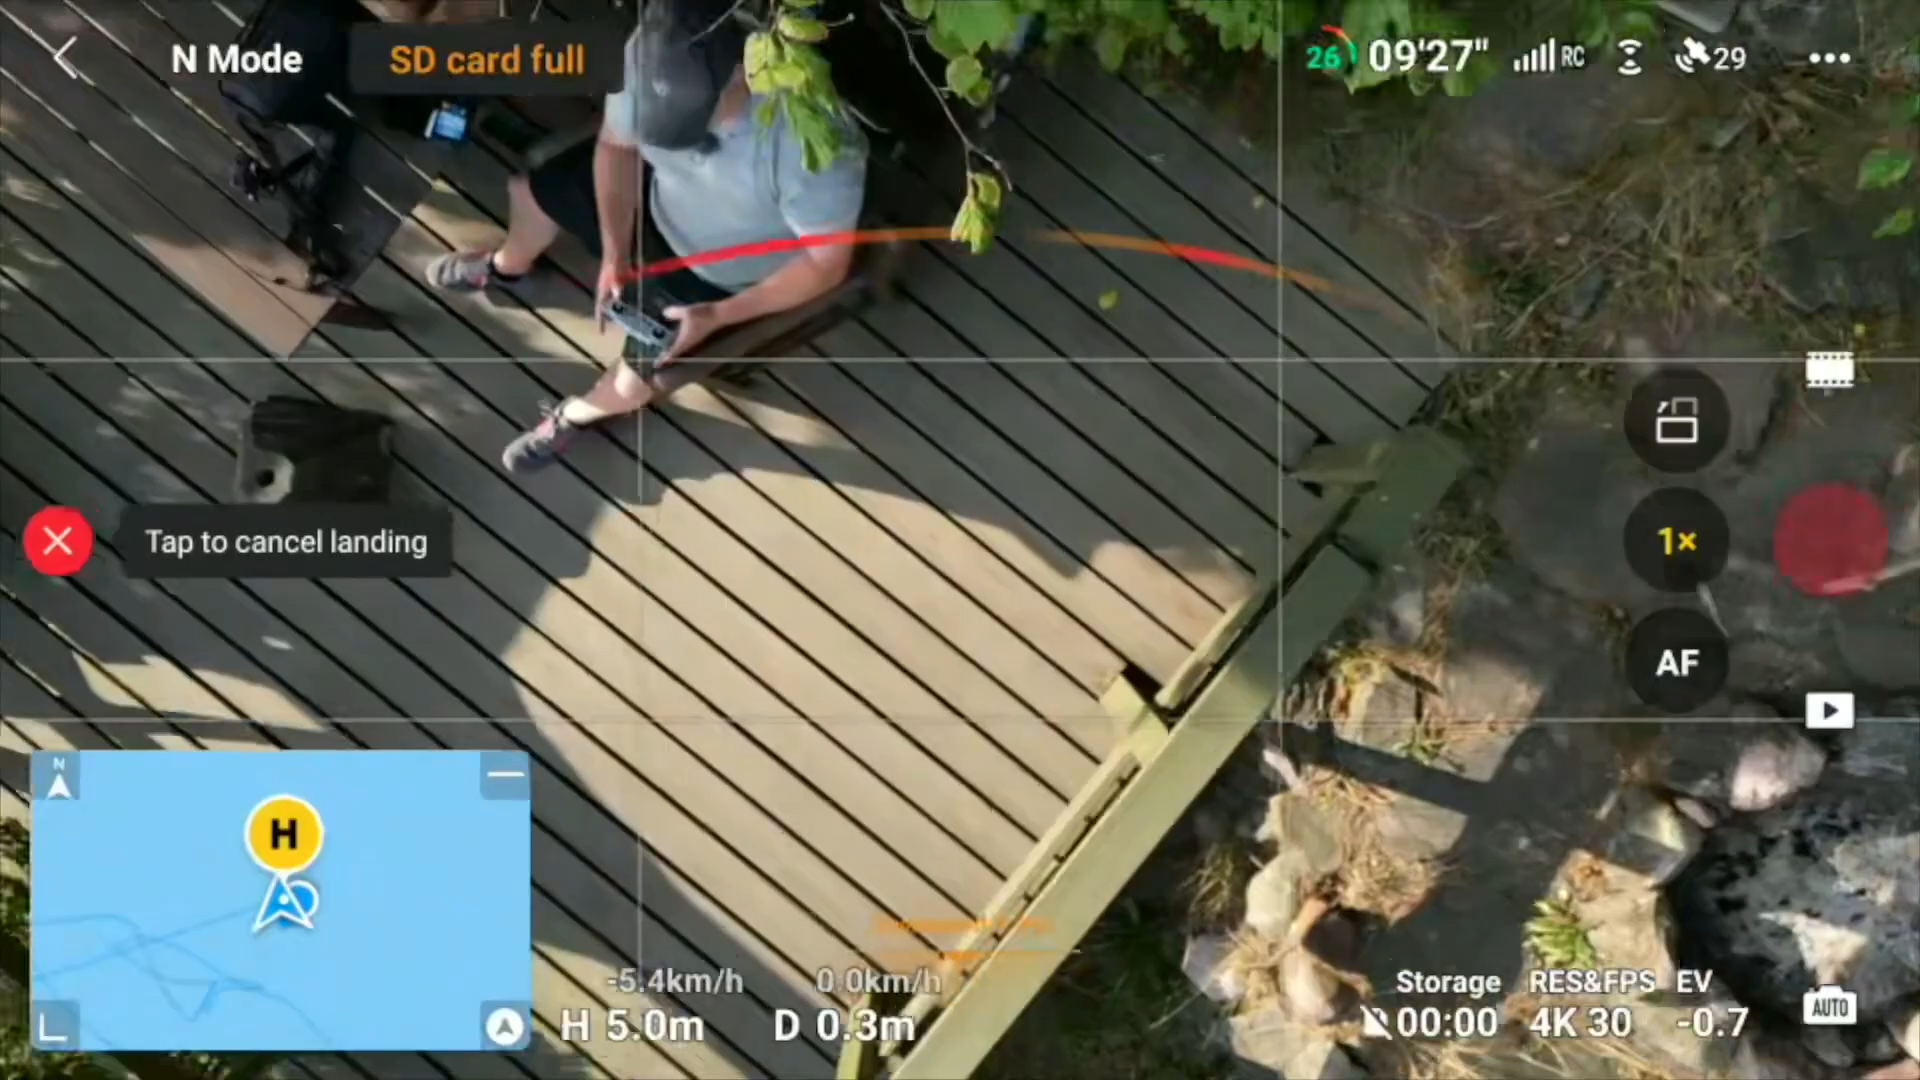 N Mode
SD card full
26
09'27"
RC
29
Tap to cancel landing
1×
AF
N
H
-5.4km/h
0.0km/h
H 5.0m
D 0.3m
Storage
RES&FPS
EV
00:00
4K 30
-0.7
AUTO